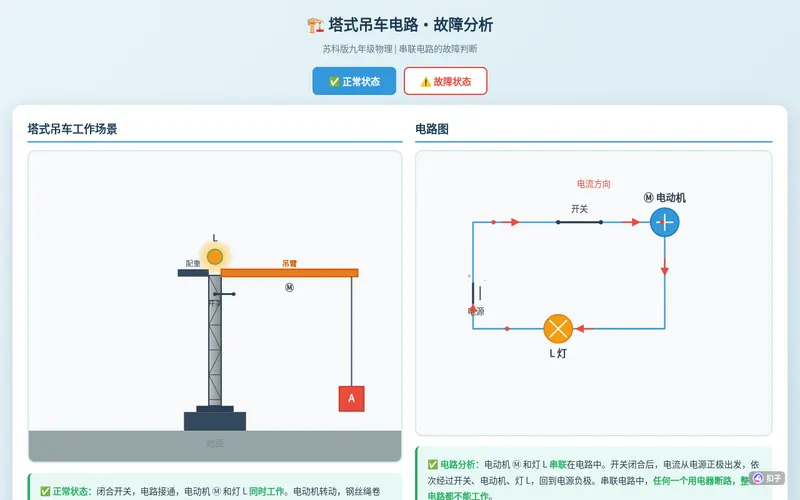 🏗️ 塔式吊车电路・故障分析
苏科版九年级物理 | 串联电路的故障判断
✅ 正常状态
⚠️ 故障状态
塔式吊车工作场景
L
配重
吊臂
Ⓜ
A
地面
✅ 正常状态：闭合开关，电路接通，电动机 Ⓜ 和灯 L 同时工作。电动机转动，钢丝绳卷
电路图
电流方向
开关
Ⓜ 电动机
电源
L 灯
✅ 电路分析：电动机 Ⓜ 和灯 L 串联在电路中。开关闭合后，电流从电源正极出发，依
次经过开关、电动机、灯 L，回到电源负极。串联电路中，任何一个用电器断路，整
电路都不能工作。
扣子